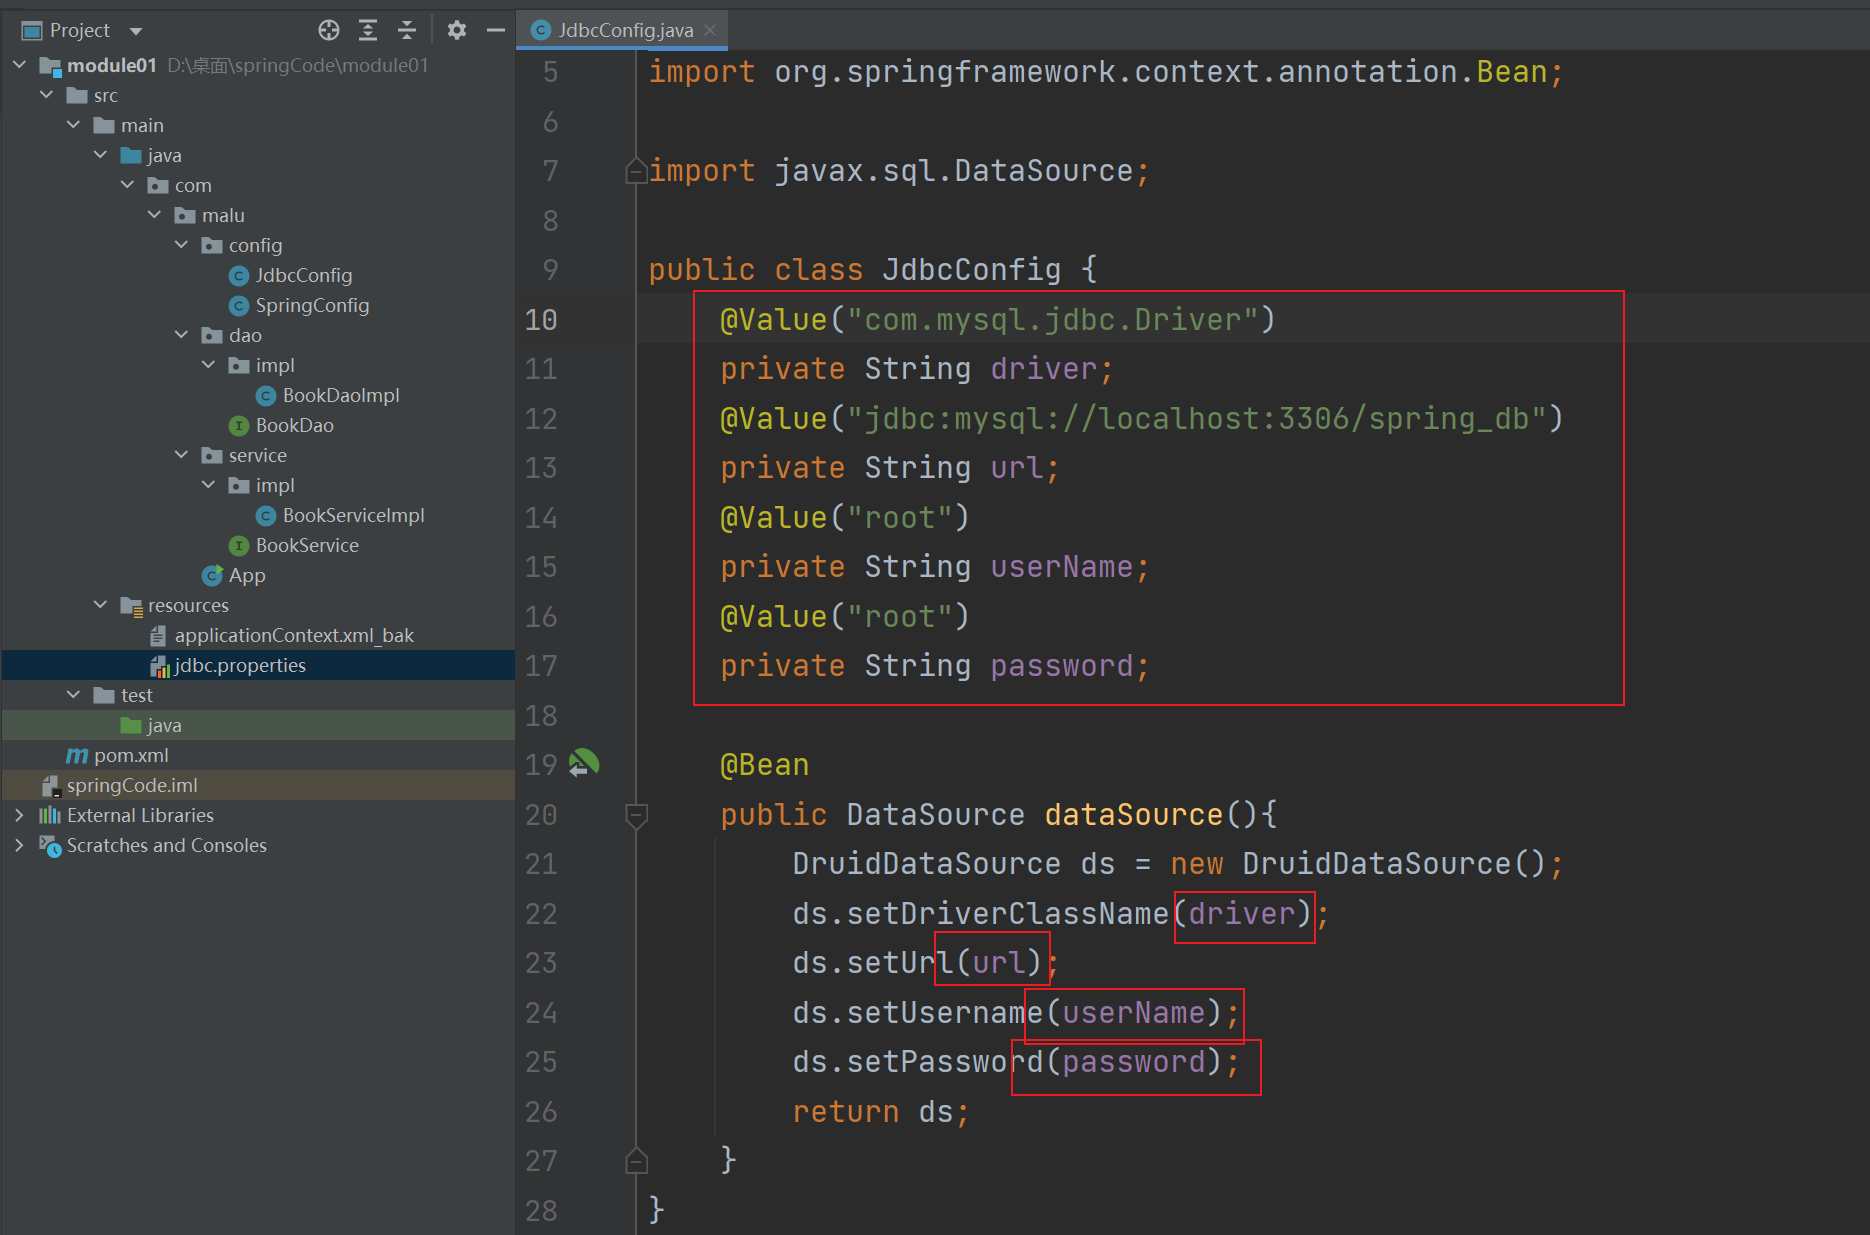 Project
module01 D:\桌面\springCode\module01
src
main
java
com
malu
config
JdbcConfig
SpringConfig
dao
impl
BookDaoImpl
BookDao
service
impl
BookServiceImpl
BookService
App
resources
applicationContext.xml_bak
jdbc.properties
test
java
pom.xml
springCode.iml
External Libraries
Scratches and Consoles
JdbcConfig.java
5 import org.springframework.context.annotation.Bean;
6
7 import javax.sql.DataSource;
8
9 public class JdbcConfig {
10 @Value("com.mysql.jdbc.Driver")
11 private String driver;
12 @Value("jdbc:mysql://localhost:3306/spring_db")
13 private String url;
14 @Value("root")
15 private String userName;
16 @Value("root")
17 private String password;
18
19 @Bean
20 public DataSource dataSource(){
21 DruidDataSource ds = new DruidDataSource();
22 ds.setDriverClassName(driver);
23 ds.setUrl(url);
24 ds.setUsername(userName);
25 ds.setPassword(password);
26 return ds;
27 }
28 }